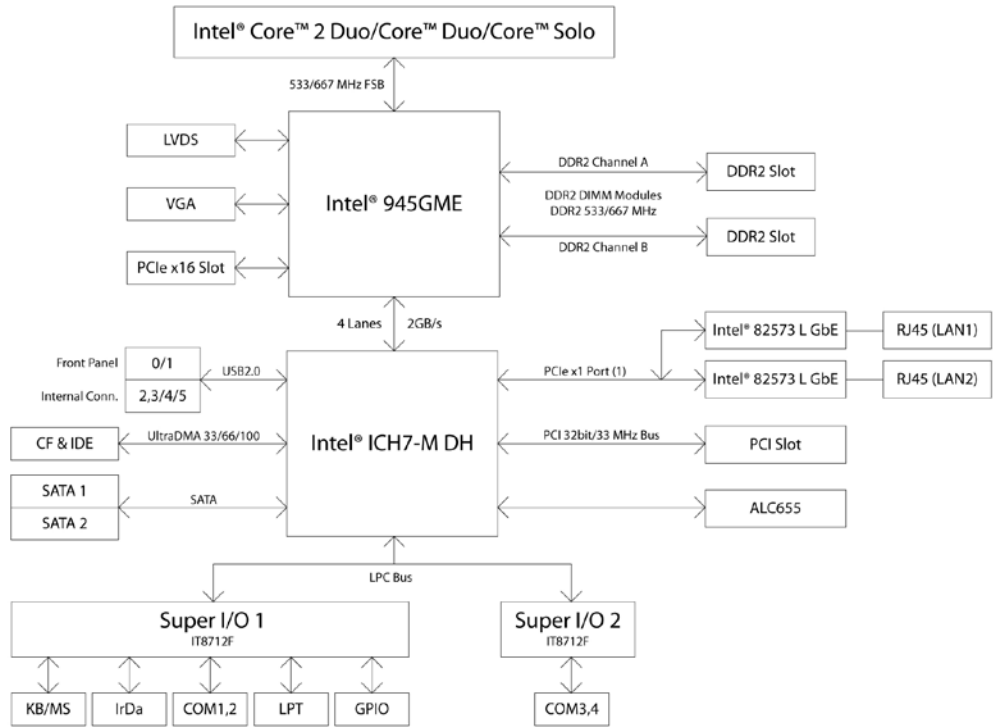 Intel® Core™ 2 Duo/Core™ Duo/Core™ Solo
533/667 MHz FSB
LVDS
VGA
PCIe x16 Slot
Intel® 945GME
DDR2 Channel A
DDR2 DIMM Modules
DDR2 533/667 MHz
DDR2 Channel B
DDR2 Slot
DDR2 Slot
4 Lanes
2GB/s
Front Panel
0/1
Internal Conn.
2,3/4/5
USB2.0
CF & IDE
UltraDMA 33/66/100
SATA 1
SATA 2
SATA
Intel® ICH7-M DH
PCIe x1 Port (1)
Intel® 82573 L GbE
RJ45 (LAN1)
Intel® 82573 L GbE
RJ45 (LAN2)
PCI 32bit/33 MHz Bus
PCI Slot
ALC655
LPC Bus
Super I/O 1
IT8712F
Super I/O 2
IT8712F
KB/MS
IrDa
COM1,2
LPT
GPIO
COM3,4